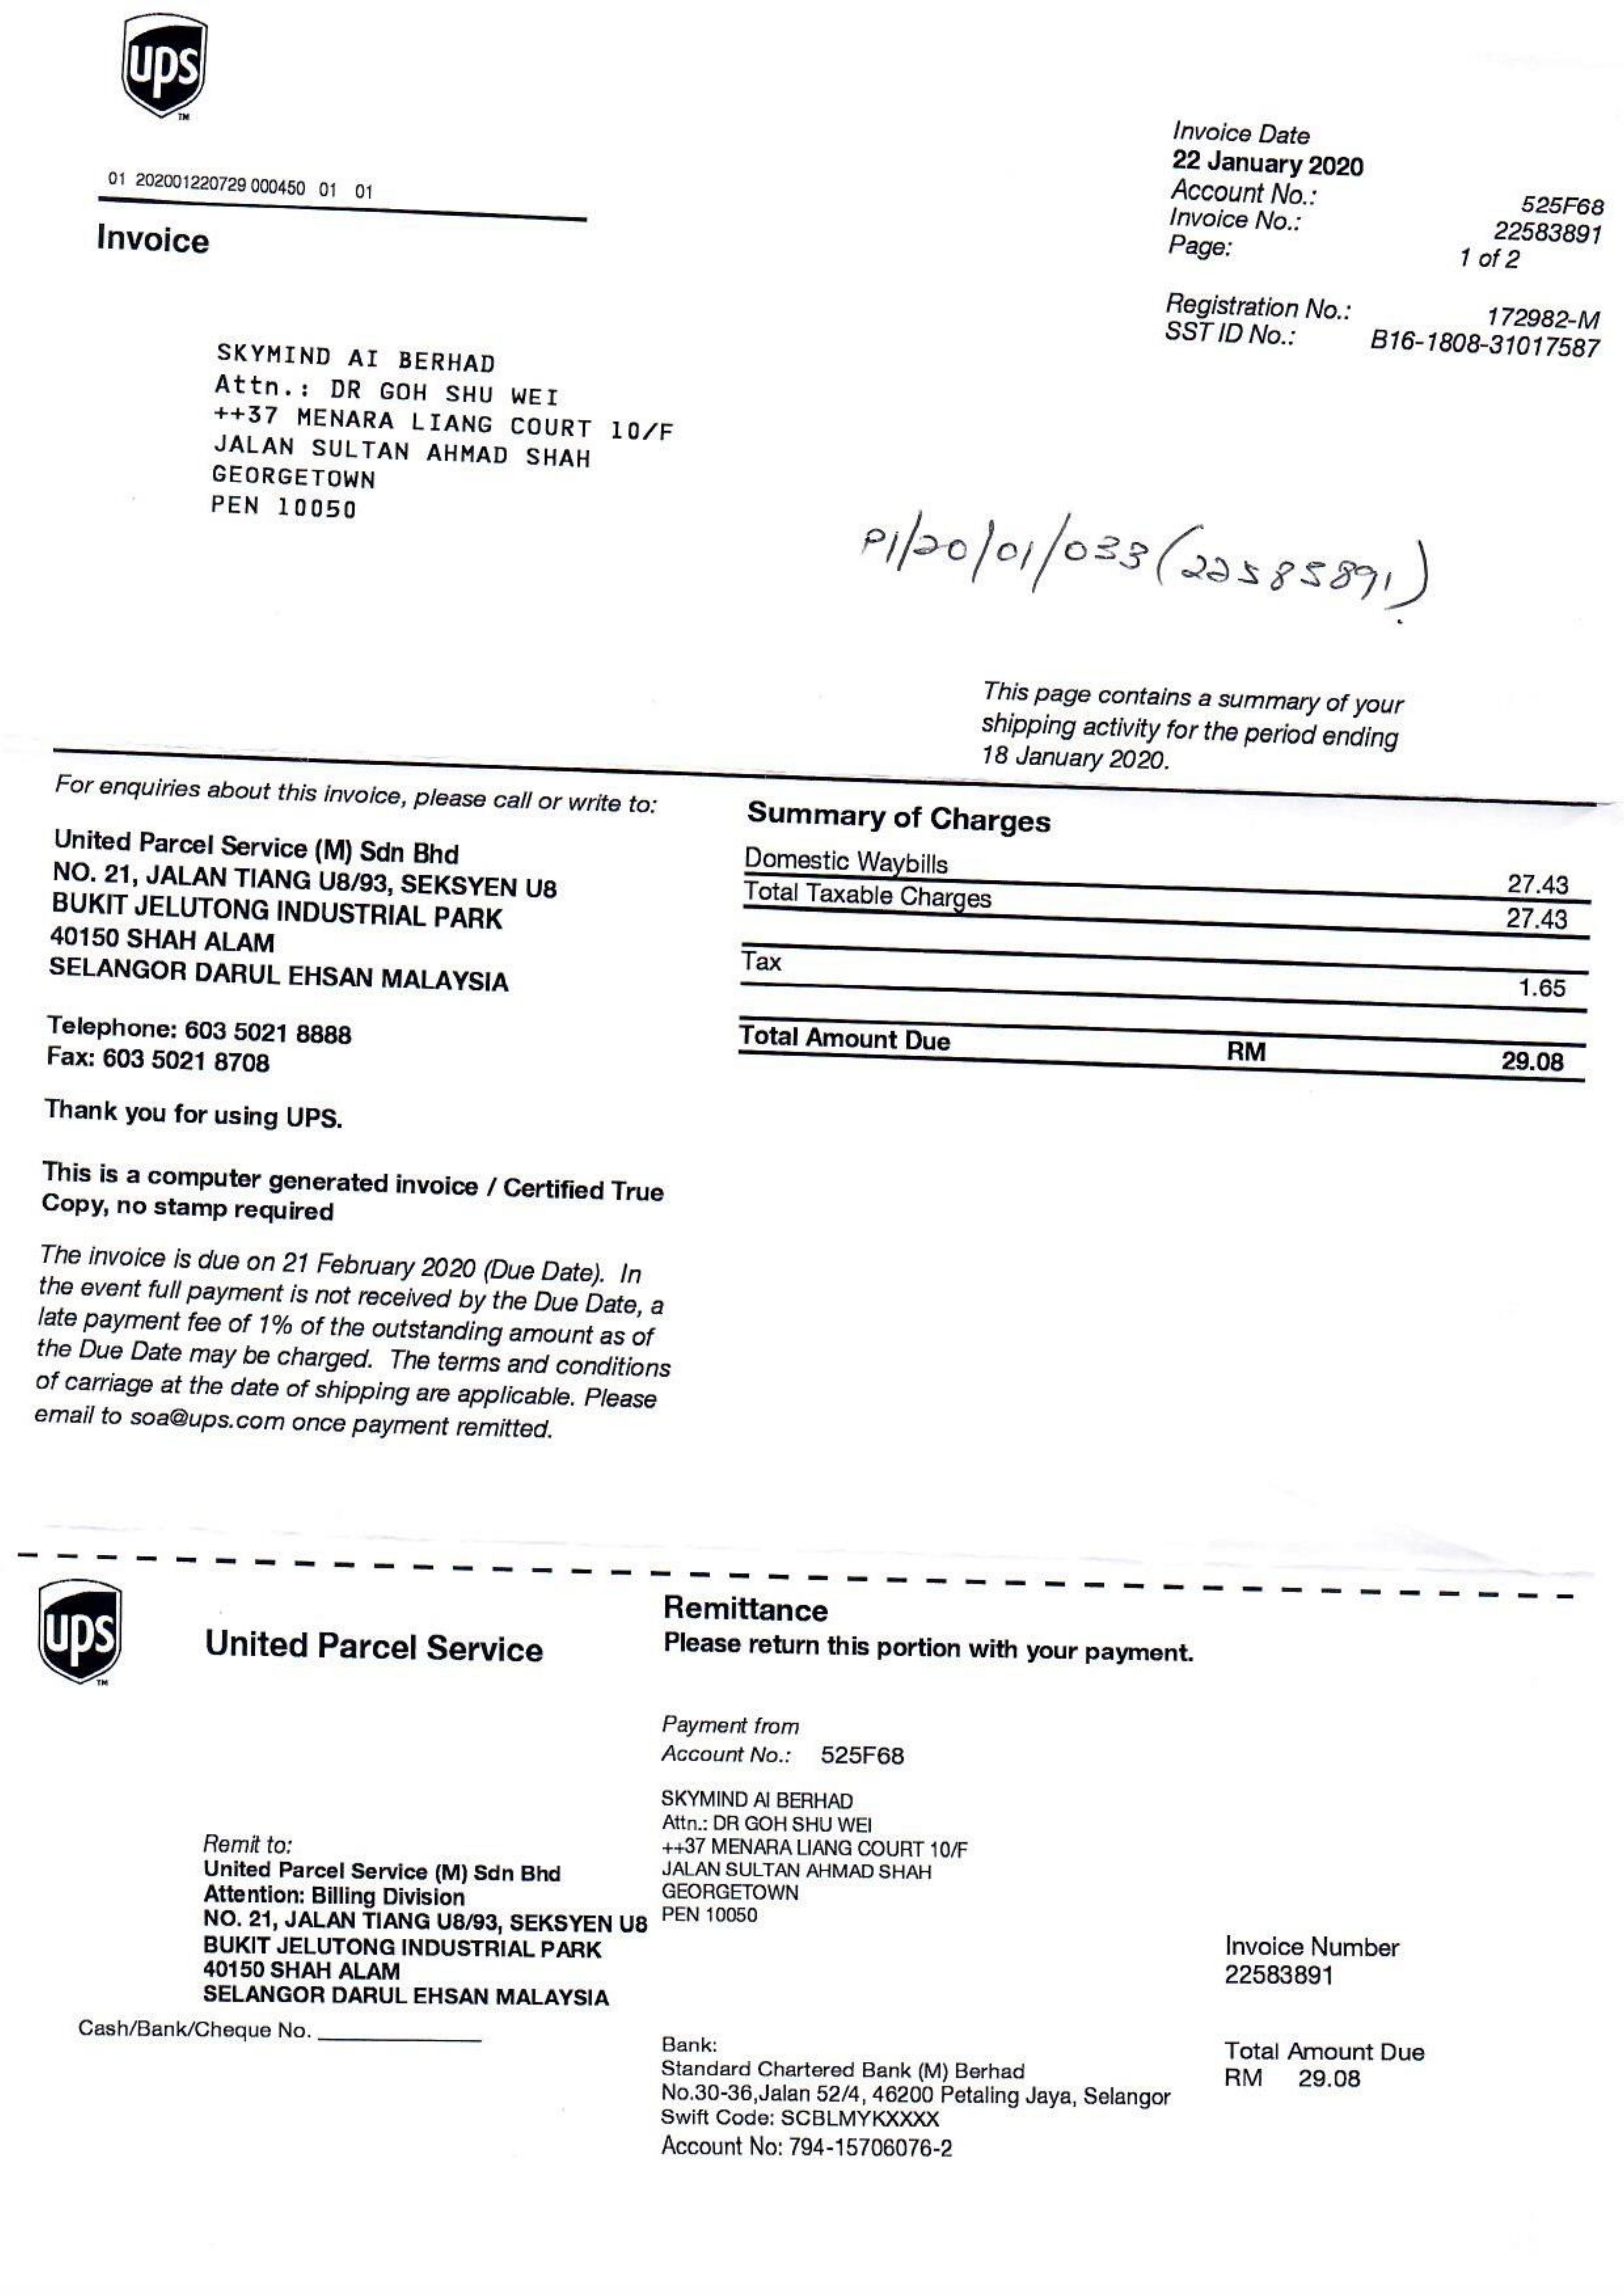 ups
TM
01 202001220729 000450 01 01
Invoice
Invoice Date
22 January 2020
Account No.: 525F68
Invoice No.: 22583891
Page: 1 of 2
Registration No.: 172982-M
SST ID No.: B16-1808-31017587
SKYMIND AI BERHAD
Attn.: DR GOH SHU WEI
++37 MENARA LIANG COURT 10/F
JALAN SULTAN AHMAD SHAH
GEORGETOWN
PEN 10050
PI/20/01/033 (22585891)
This page contains a summary of your
shipping activity for the period ending
18 January 2020.
For enquiries about this invoice, please call or write to:
United Parcel Service (M) Sdn Bhd
NO. 21, JALAN TIANG U8/93, SEKSYEN U8
BUKIT JELUTONG INDUSTRIAL PARK
40150 SHAH ALAM
SELANGOR DARUL EHSAN MALAYSIA
Telephone: 603 5021 8888
Fax: 603 5021 8708
Thank you for using UPS.
This is a computer generated invoice / Certified True
Copy, no stamp required
The invoice is due on 21 February 2020 (Due Date). In
the event full payment is not received by the Due Date, a
late payment fee of 1% of the outstanding amount as of
the Due Date may be charged. The terms and conditions
of carriage at the date of shipping are applicable. Please
email to soa@ups.com once payment remitted.
Summary of Charges
Domestic Waybills 27.43
Total Taxable Charges 27.43
Tax 1.65
Total Amount Due RM 29.08
ups
TM
United Parcel Service
Remittance
Please return this portion with your payment.
Payment from
Account No.: 525F68
SKYMIND AI BERHAD
Attn.: DR GOH SHU WEI
++37 MENARA LIANG COURT 10/F
JALAN SULTAN AHMAD SHAH
GEORGETOWN
PEN 10050
Remit to:
United Parcel Service (M) Sdn Bhd
Attention: Billing Division
NO. 21, JALAN TIANG U8/93, SEKSYEN U8
BUKIT JELUTONG INDUSTRIAL PARK
40150 SHAH ALAM
SELANGOR DARUL EHSAN MALAYSIA
Cash/Bank/Cheque No.
Invoice Number
22583891
Bank:
Standard Chartered Bank (M) Berhad
No.30-36,Jalan 52/4, 46200 Petaling Jaya, Selangor
Swift Code: SCBLMYKXXXX
Account No: 794-15706076-2
Total Amount Due
RM 29.08